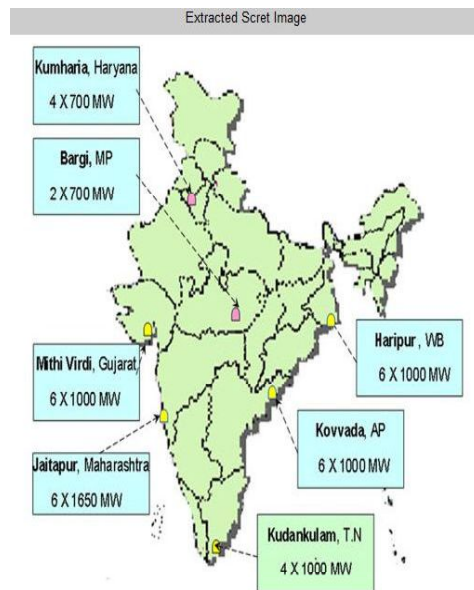 Extracted Scret Image
Kumharia, Haryana
4 X 700 MW
Bargi, MP
2 X 700 MW
Mithi Virdi, Gujarat,
6 X 1000 MW
Jaitapur, Maharashtra
6 X 1650 MW
Haripur , WB
6 X 1000 MW
Kovvada, AP
6 X 1000 MW
Kudankulam, T.N
4 X 1000 MW